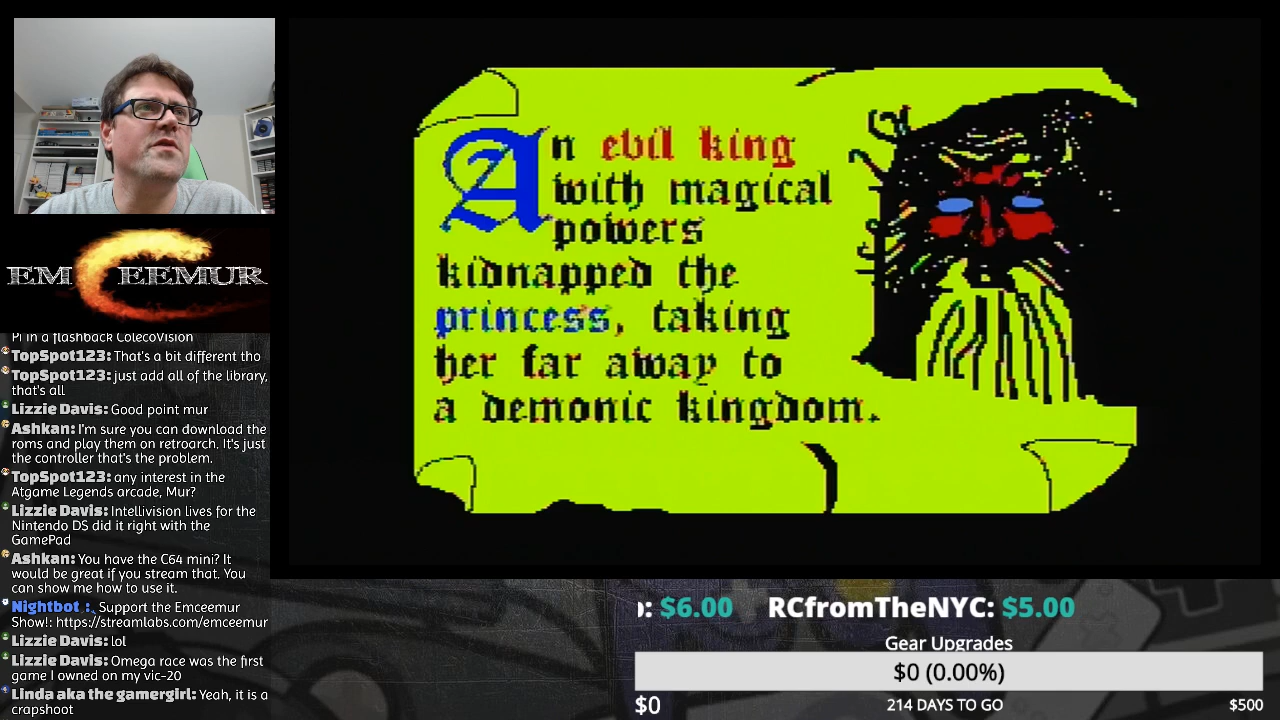 An evil king
with magical
powers
kidnapped the
princess, taking
her far away to
a demonic kingdom.
EMCEEMUR
Pi in a flashback ColecoVision
TopSpot123: That's a bit different tho
TopSpot123: just add all of the library,
that's all
Lizzie Davis: Good point mur
Ashkan: I'm sure you can download the
roms and play them on retroarch. It's just
the controller that's the problem.
TopSpot123: any interest in the
Atgame Legends arcade, Mur?
Lizzie Davis: Intellivision lives for the
Nintendo DS did it right with the
GamePad
Ashkan: You have the C64 mini? It
would be great if you stream that. You
can show me how to use it.
Nightbot : Support the Emceemur
Show!: https://streamlabs.com/emceemur
Lizzie Davis: lol
Lizzie Davis: Omega race was the first
game I owned on my vic-20
Linda aka the gamergirl: Yeah, it is a
crapshoot
: $6.00 RCfromTheNYC: $5.00
Gear Upgrades
$0 (0.00%)
$0 214 DAYS TO GO $500